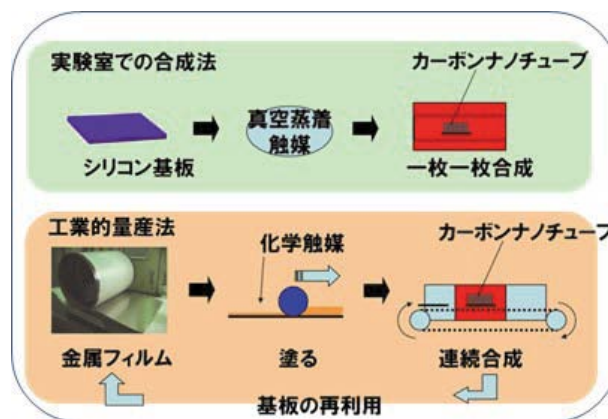 実験室での合成法
カーボンナノチューブ
真空蒸着
触媒
シリコン基板
一枚一枚合成
工業的量産法
化学触媒
カーボンナノチューブ
金属フィルム
塗る
連続合成
基板の再利用